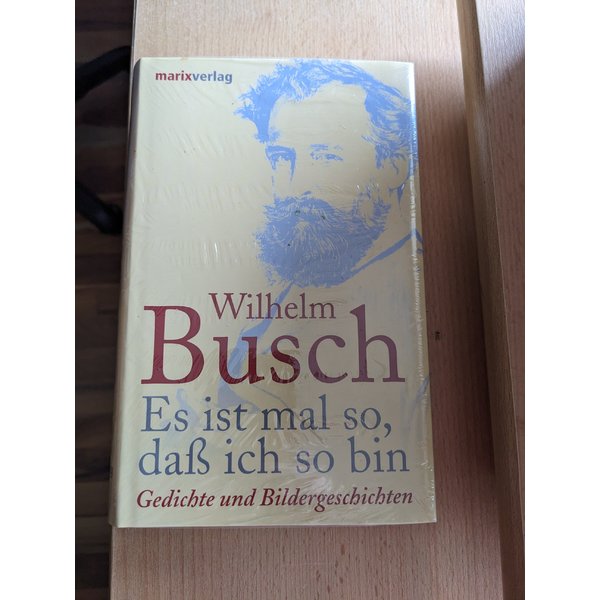 marixverlag
Wilhelm
Busch
Es ist mal so,
daß ich so bin
Gedichte und Bildergeschichten